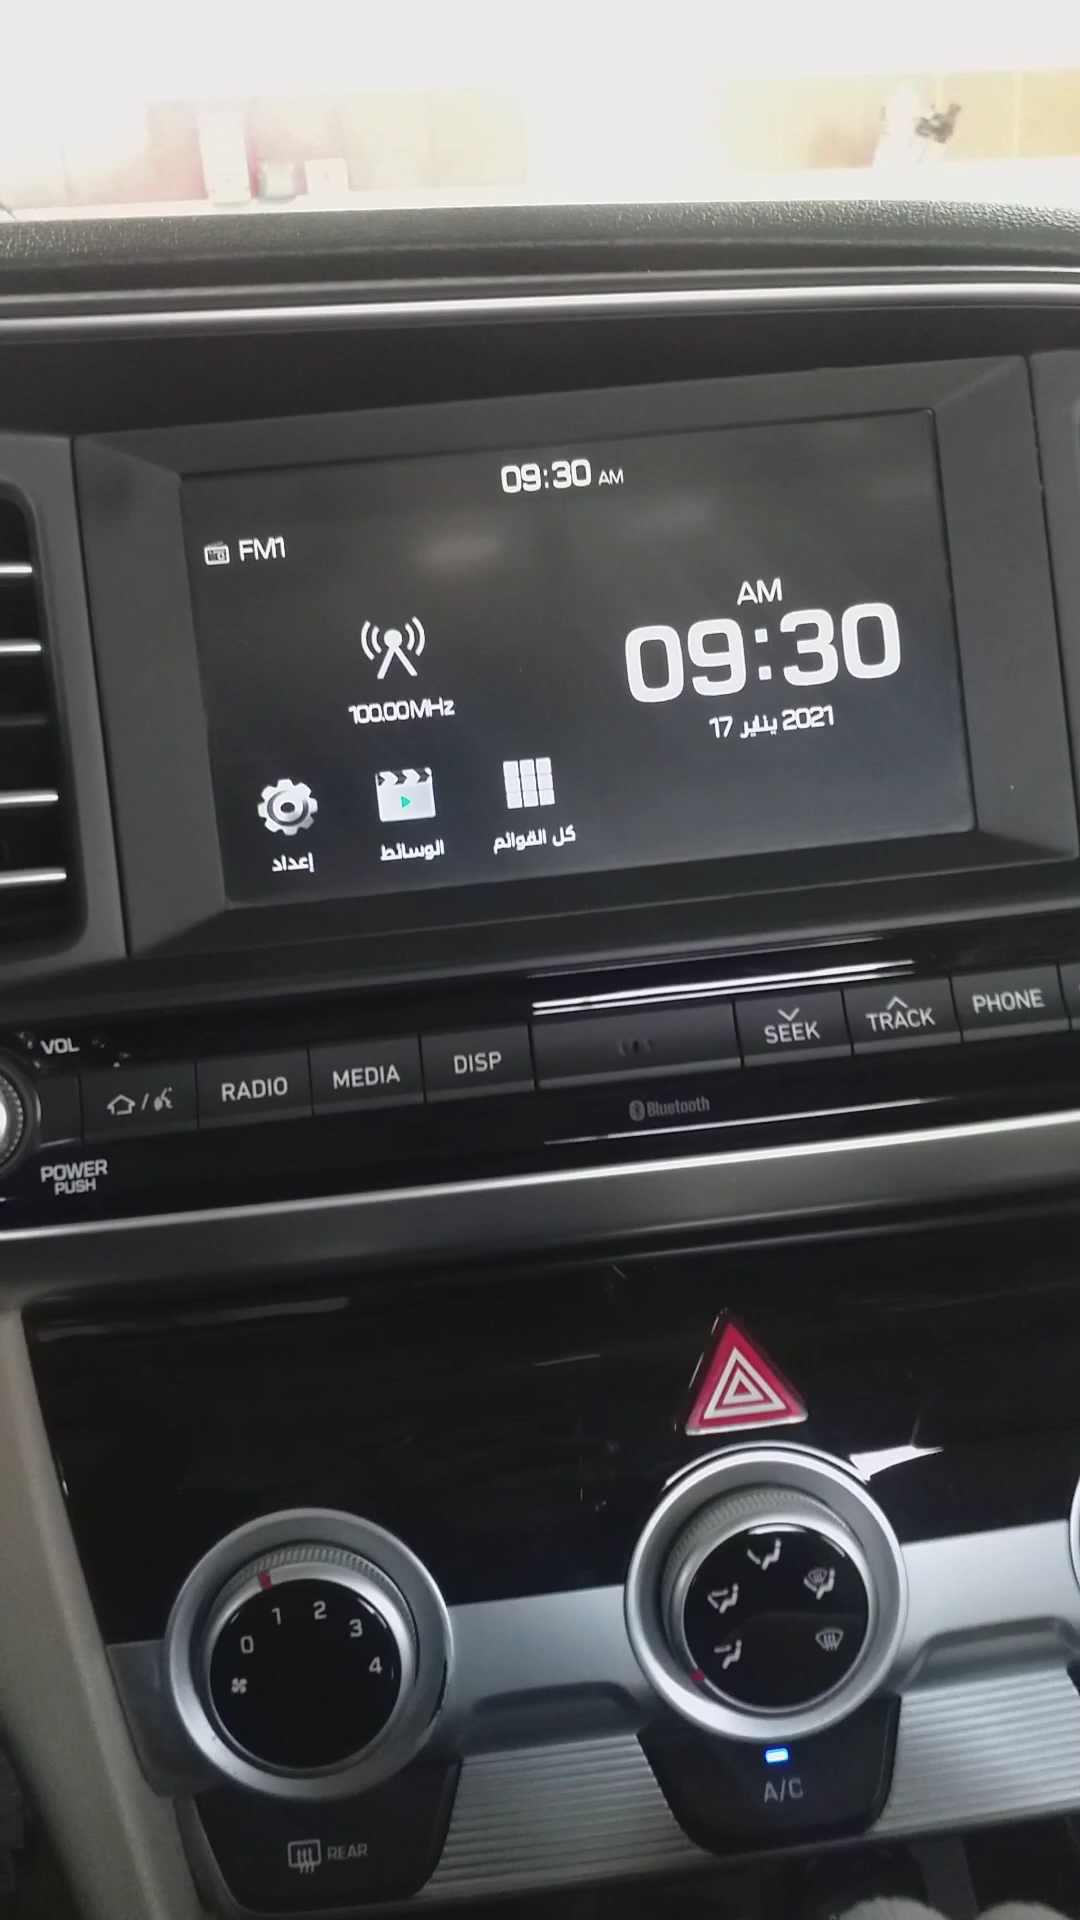 09:30 AM
FM1
AM
09:30
100.00MHz
17 يناير 2021
إعداد
الوسائط
كل القوائم
VOL
RADIO
MEDIA
DISP
SEEK
TRACK
PHONE
Bluetooth
POWER
PUSH
0 1 2 3 4
A/C
REAR